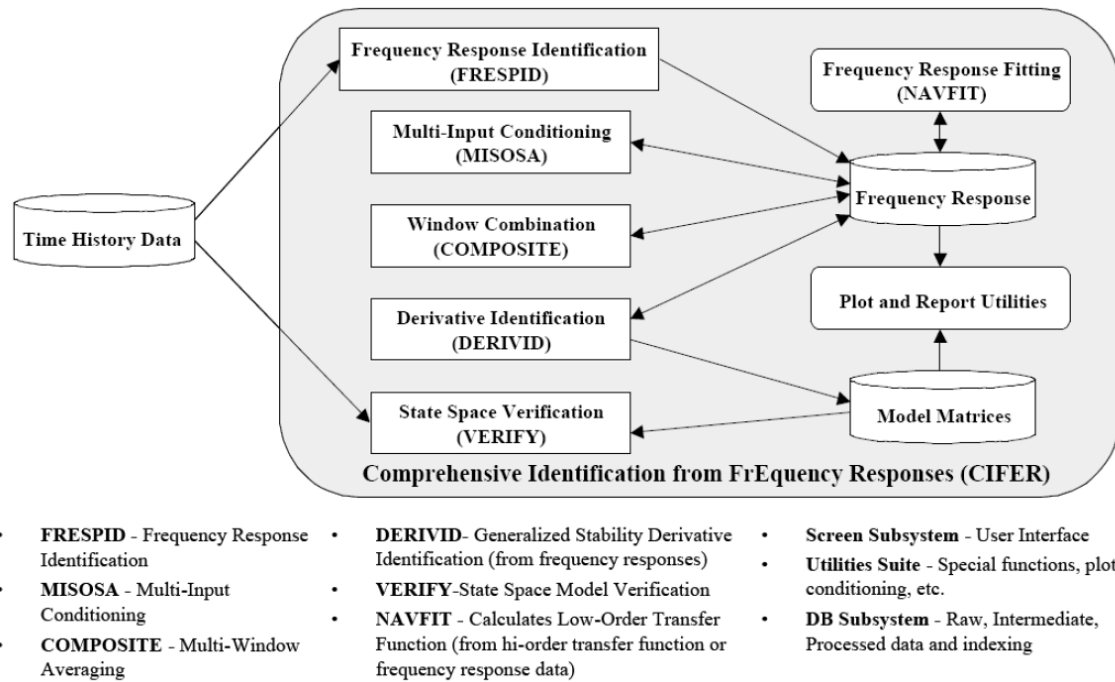 Frequency Response Identification
(FRESPID)
Frequency Response Fitting
(NAVFIT)
Multi-Input Conditioning
(MISOSA)
Time History Data
Window Combination
(COMPOSITE)
Frequency Response
Derivative Identification
(DERIVID)
Plot and Report Utilities
State Space Verification
(VERIFY)
Model Matrices
Comprehensive Identification from FrEquency Responses (CIFER)
• FRESPID - Frequency Response
Identification
• MISOSA - Multi-Input
Conditioning
• COMPOSITE - Multi-Window
Averaging
• DERIVID- Generalized Stability Derivative
Identification (from frequency responses)
• VERIFY-State Space Model Verification
• NAVFIT - Calculates Low-Order Transfer
Function (from hi-order transfer function or
frequency response data)
• Screen Subsystem - User Interface
• Utilities Suite - Special functions, plot
conditioning, etc.
• DB Subsystem - Raw, Intermediate,
Processed data and indexing